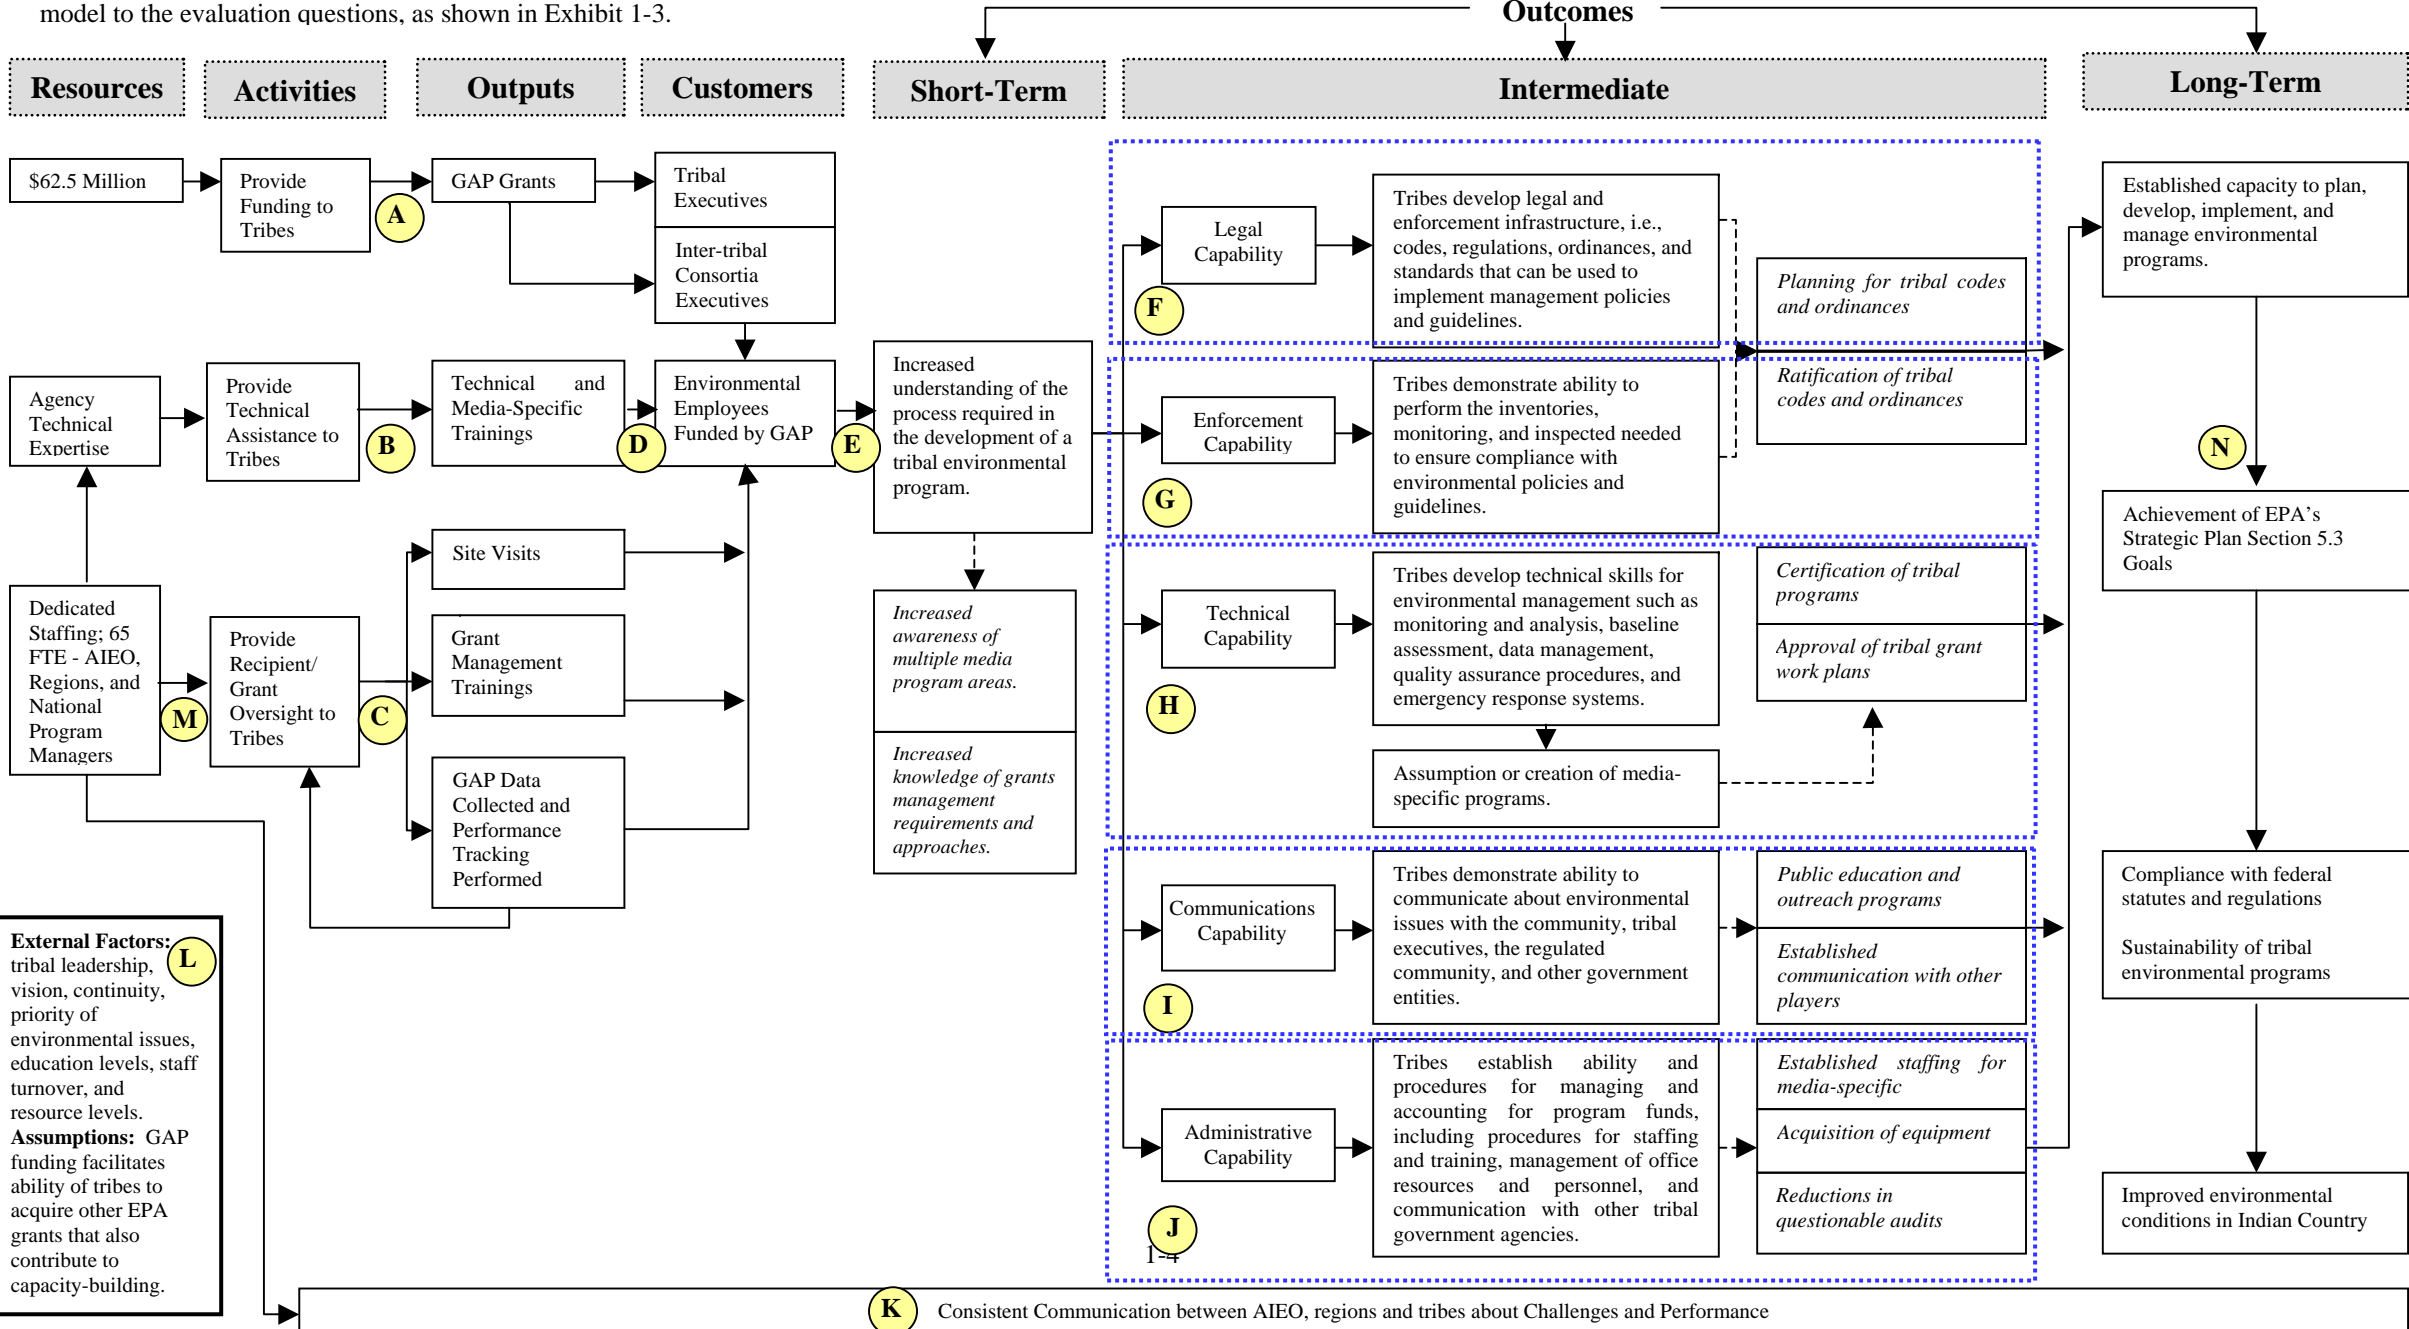 model to the evaluation questions, as shown in Exhibit 1-3.
Outcomes
Resources
Activities
Outputs
Customers
Short-Term
Intermediate
Long-Term
$62.5 Million
Provide
Funding to
Tribes
A
GAP Grants
Tribal
Executives
Inter-tribal
Consortia
Executives
Agency
Technical
Expertise
Provide
Technical
Assistance to
Tribes
B
Technical and
Media-Specific
Trainings
D
Environmental
Employees
Funded by GAP
E
Dedicated
Staffing; 65
FTE - AIEO,
Regions, and
National
Program
Managers
M
Provide
Recipient/
Grant
Oversight to
Tribes
C
Site Visits
Grant
Management
Trainings
GAP Data
Collected and
Performance
Tracking
Performed
Increased
understanding of the
process required in
the development of a
tribal environmental
program.
Increased
awareness of
multiple media
program areas.
Increased
knowledge of grants
management
requirements and
approaches.
Legal
Capability
F
Tribes develop legal and
enforcement infrastructure, i.e.,
codes, regulations, ordinances, and
standards that can be used to
implement management policies
and guidelines.
Planning for tribal codes
and ordinances
Enforcement
Capability
G
Tribes demonstrate ability to
perform the inventories,
monitoring, and inspected needed
to ensure compliance with
environmental policies and
guidelines.
Ratification of tribal
codes and ordinances
Technical
Capability
H
Tribes develop technical skills for
environmental management such as
monitoring and analysis, baseline
assessment, data management,
quality assurance procedures, and
emergency response systems.
Assumption or creation of media-
specific programs.
Certification of tribal
programs
Approval of tribal grant
work plans
Communications
Capability
I
Tribes demonstrate ability to
communicate about environmental
issues with the community, tribal
executives, the regulated
community, and other government
entities.
Public education and
outreach programs
Established
communication with other
players
Administrative
Capability
J
Tribes establish ability and
procedures for managing and
accounting for program funds,
including procedures for staffing
and training, management of office
resources and personnel, and
communication with other tribal
government agencies.
Established staffing for
media-specific
Acquisition of equipment
Reductions in
questionable audits
Established capacity to plan,
develop, implement, and
manage environmental
programs.
N
Achievement of EPA’s
Strategic Plan Section 5.3
Goals
Compliance with federal
statutes and regulations
Sustainability of tribal
environmental programs
Improved environmental
conditions in Indian Country
External Factors:
tribal leadership,
vision, continuity,
priority of
environmental issues,
education levels, staff
turnover, and
resource levels.
Assumptions: GAP
funding facilitates
ability of tribes to
acquire other EPA
grants that also
contribute to
capacity-building.
L
1-4
K
Consistent Communication between AIEO, regions and tribes about Challenges and Performance